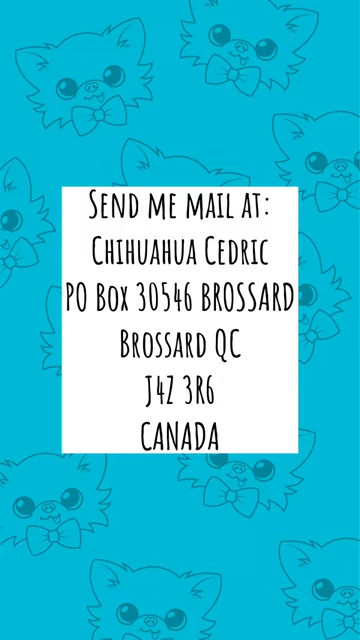 Send me mail at:
Chihuahua Cedric
PO Box 30546 BROSSARD
Brossard QC
J4Z 3R6
CANADA